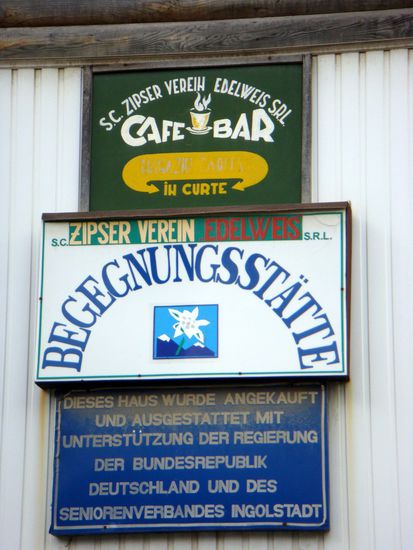 S.C. ZIPSER VEREIN EDELWEIS SRL
CAFE BAR
IN CURTE
S.C. ZIPSER VEREIN EDELWEIS S.R.L.
BEGEGNUNGSSTÄTTE
DIESES HAUS WURDE ANGEKAUFT
UND AUSGESTATTET MIT
UNTERSTÜTZUNG DER REGIERUNG
DER BUNDESREPUBLIK
DEUTSCHLAND UND DES
SENIORENVERBANDES INGOLSTADT